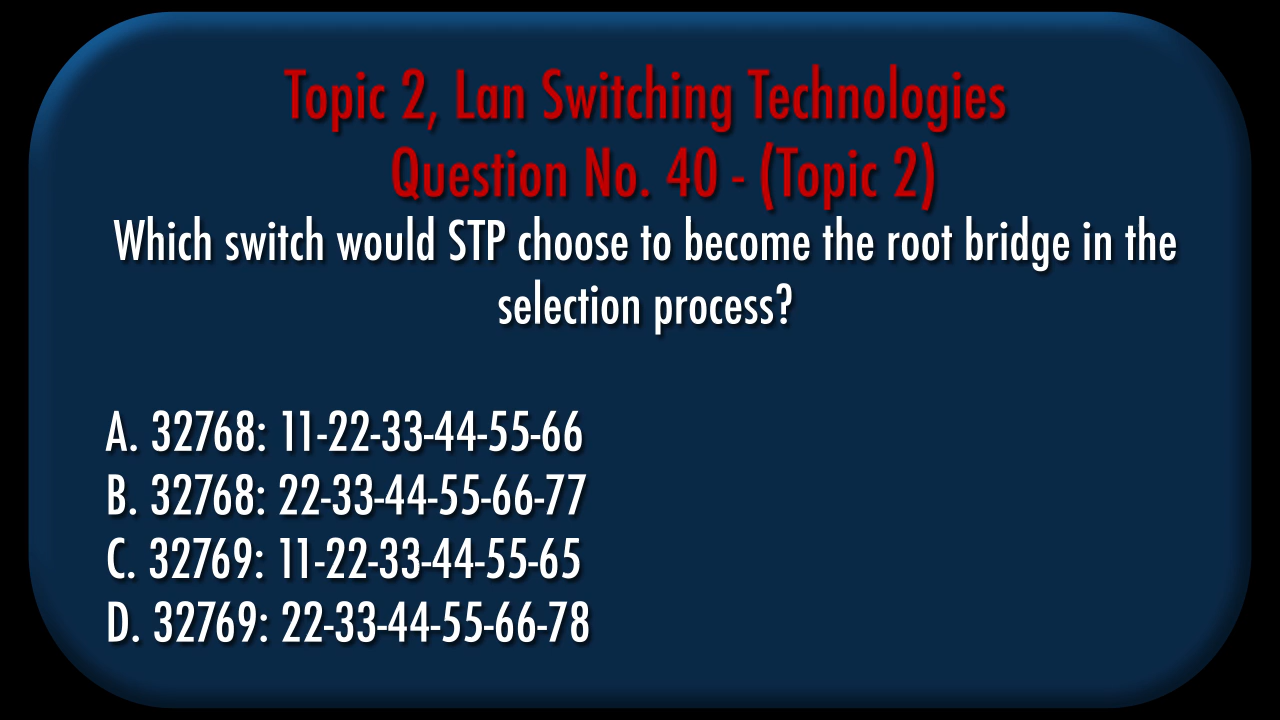 Topic 2, Lan Switching Technologies
Question No. 40 - (Topic 2)
Which switch would STP choose to become the root bridge in the
selection process?
A. 32768: 11-22-33-44-55-66
B. 32768: 22-33-44-55-66-77
C. 32769: 11-22-33-44-55-65
D. 32769: 22-33-44-55-66-78